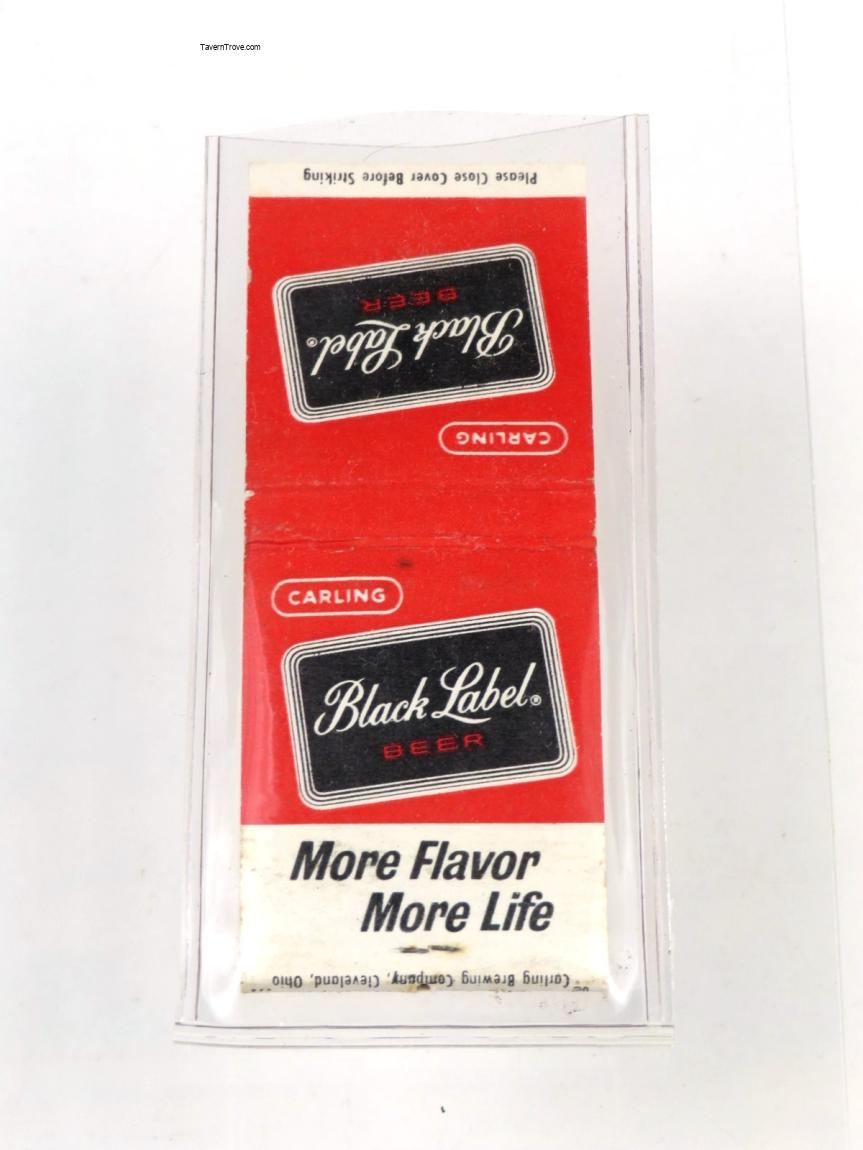 TavernTrove.com
Please Close Cover Before Striking
BEER
Black Label®
CARLING
CARLING
Black Label®
BEER
More Flavor
More Life
Carling Brewing Company, Cleveland, Ohio